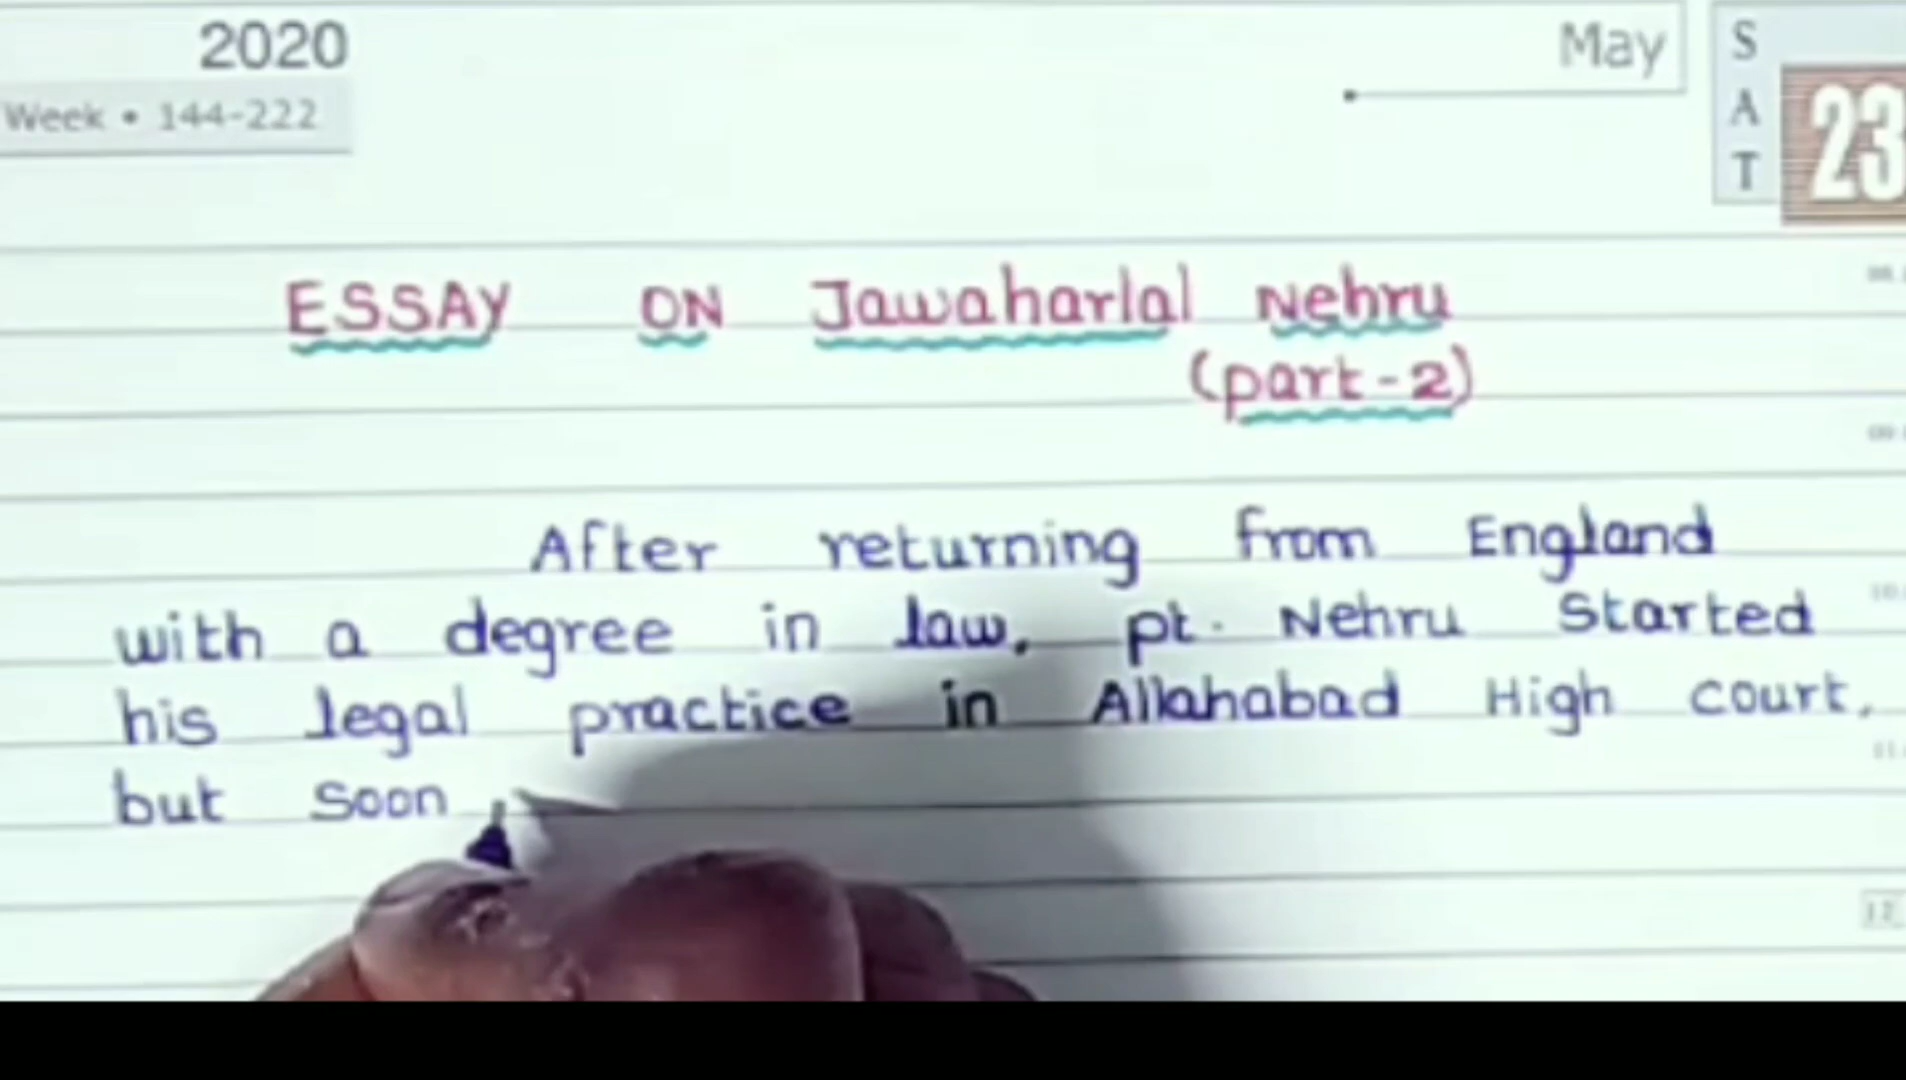 2020
May
SAT
23
Week • 144-222
ESSAY ON Jawaharlal Nehru
(part-2)
After returning from England
with a degree in law, pt. Nehru Started
his legal practice in Allahabad High court.
but soon